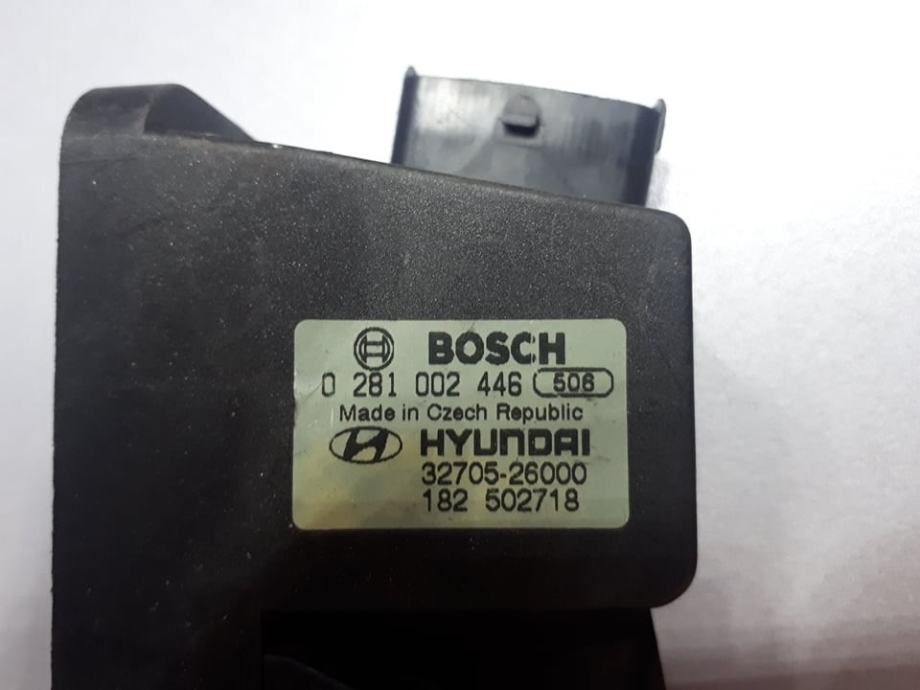 BOSCH
0 281 002 446 506
Made in Czech Republic
HYUNDAI
32705-26000
182 502718